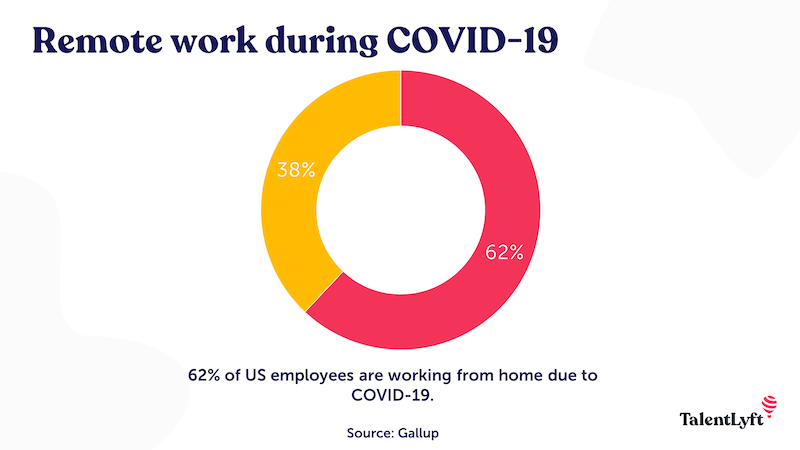 Remote work during COVID-19
38%
62%
62% of US employees are working from home due to
COVID-19.
Source: Gallup
TalentLyft